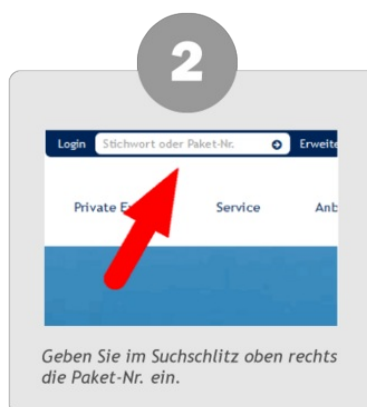 2
Login Stichwort oder Paket-Nr. Erweite
Private Service Anb
Geben Sie im Suchschlitz oben rechts
die Paket-Nr. ein.